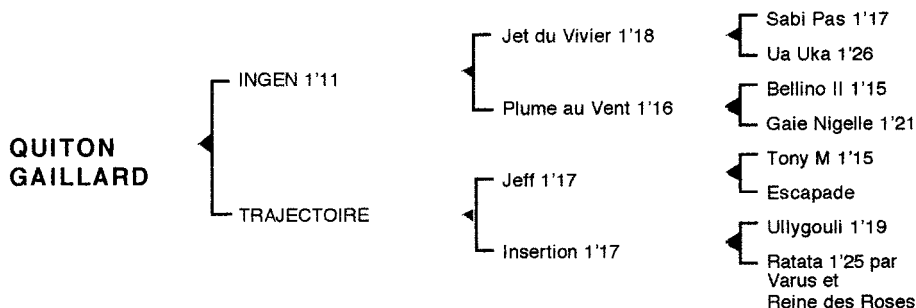 QUITON
GAILLARD
INGEN 1'11
TRAJECTOIRE
Jet du Vivier 1'18
Plume au Vent 1'16
Jeff 1'17
Insertion 1'17
Sabi Pas 1'17
Ua Uka 1'26
Bellino II 1'15
Gaie Nigelle 1'21
Tony M 1'15
Escapade
Ullygouli 1'19
Ratata 1'25 par
Varus et
Reine des Roses